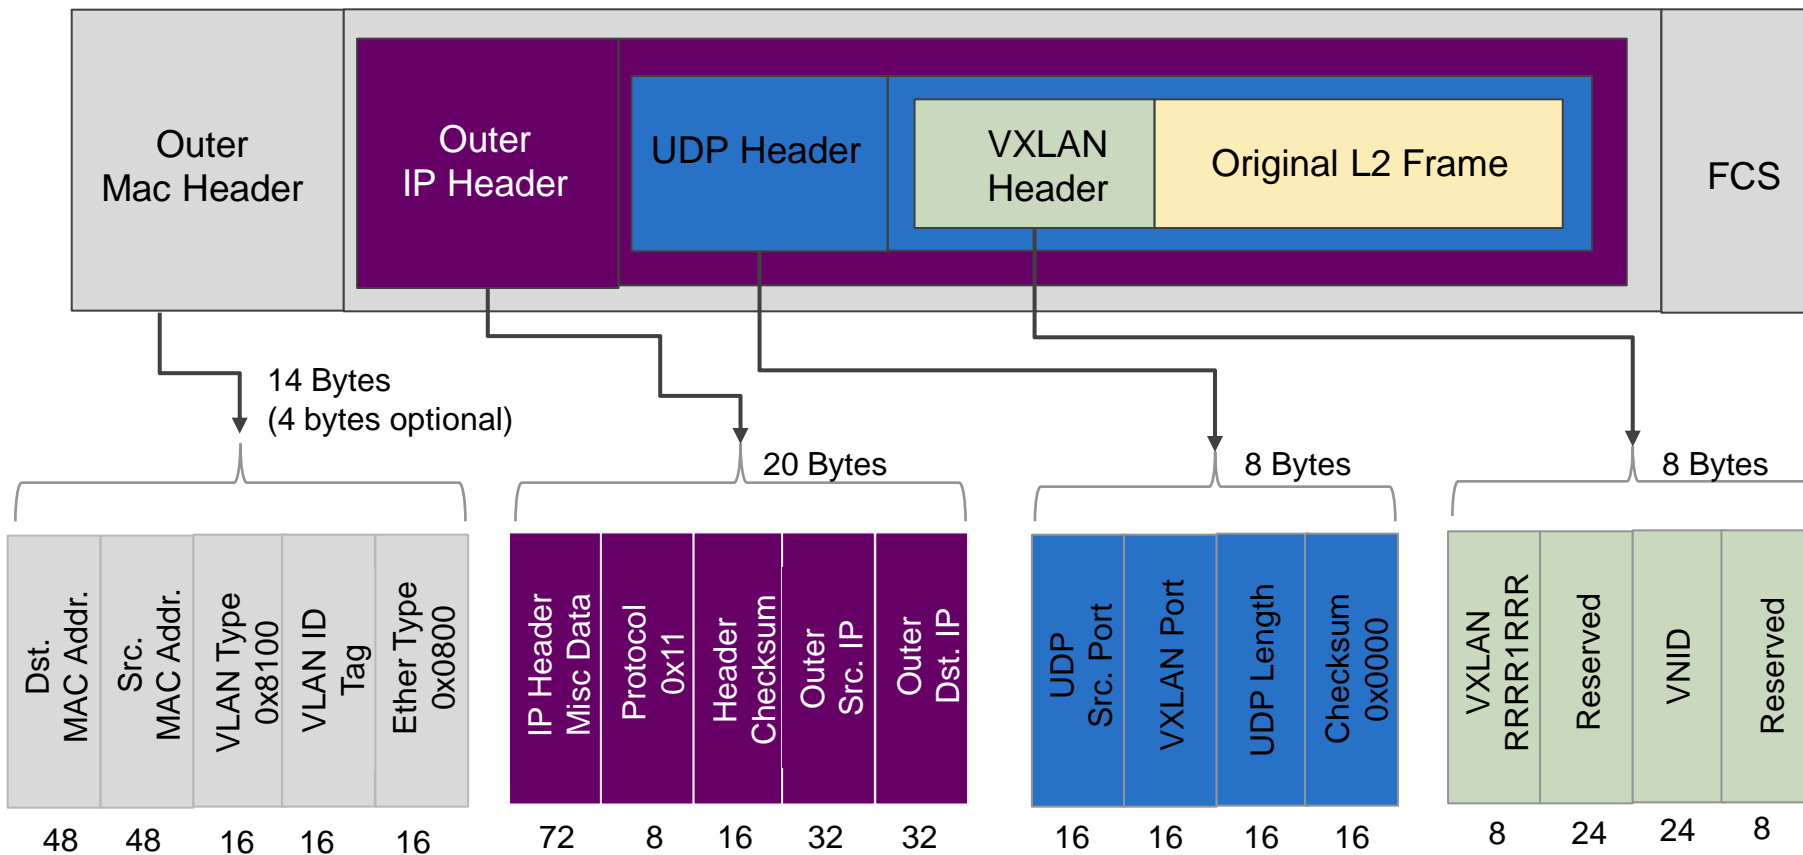 Outer
Mac Header
Outer
IP Header
UDP Header
VXLAN
Header
Original L2 Frame
FCS
14 Bytes
(4 bytes optional)
20 Bytes
8 Bytes
8 Bytes
Dst.
MAC Addr.
Src.
MAC Addr.
VLAN Type
0x8100
VLAN ID
Tag
Ether Type
0x0800
IP Header
Misc Data
Protocol
0x11
Header
Checksum
Outer
Src. IP
Outer
Dst. IP
UDP
Src. Port
VXLAN Port
UDP Length
Checksum
0x0000
VXLAN
RRRR1RRR
Reserved
VNID
Reserved
48 48 16 16 16
72 8 16 32 32
16 16 16 16
8 24 24 8